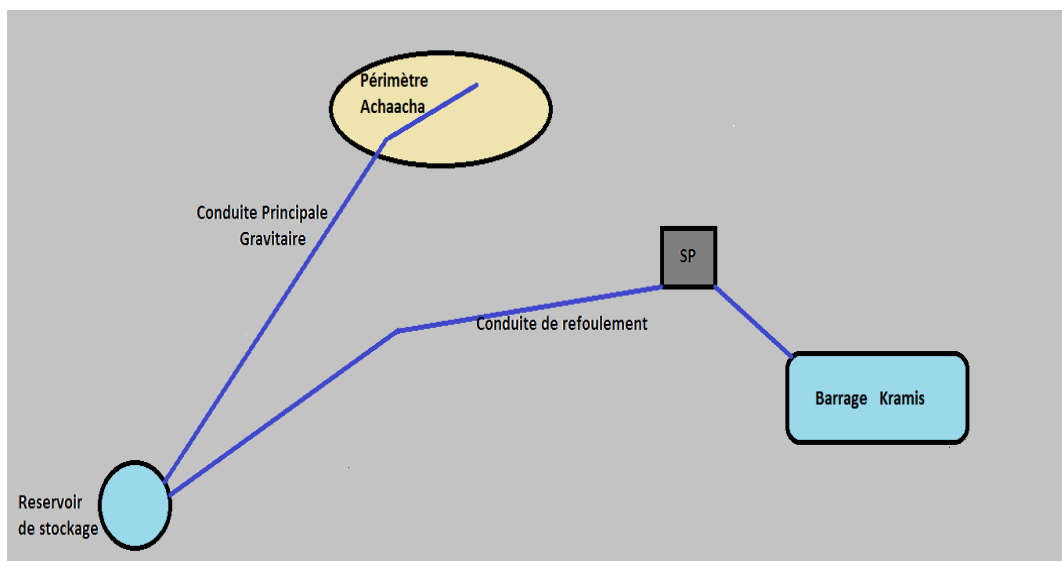 Périmètre
Achaacha
Conduite Principale
Gravitaire
SP
Conduite de refoulement
Barrage Kramis
Reservoir
de stockage